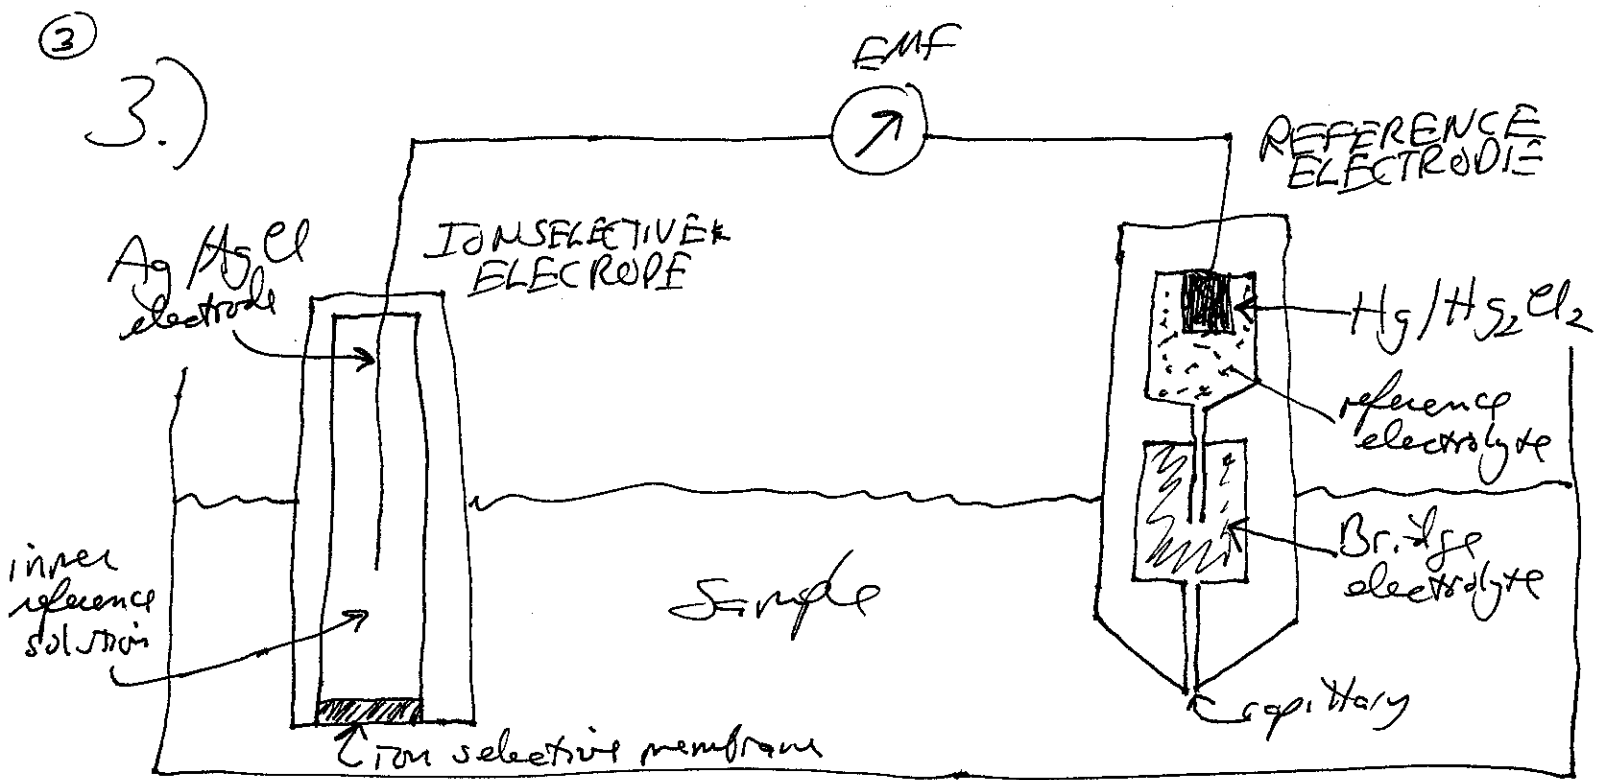 3
3.)
EMF
REFERENCE
ELECTRODE
Ag/AgCl
electrode
IONSELECTIVE
ELECRODE
Hg/Hg2Cl2
reference
electrolyte
inner
reference
solution
Sample
Bridge
electrolyte
capillary
ion selective membrane